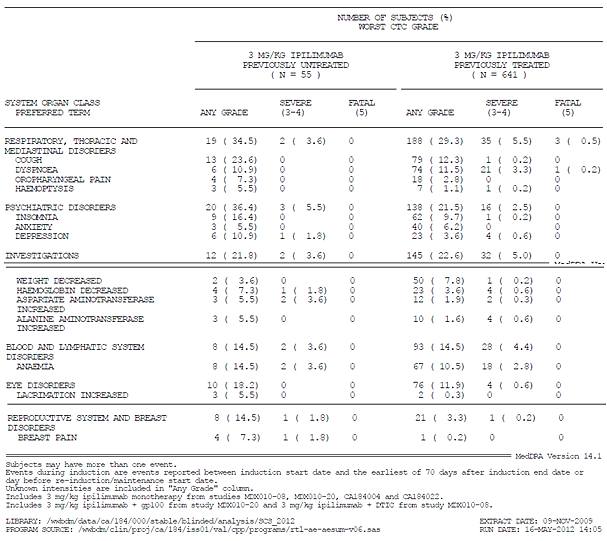 NUMBER OF SUBJECTS (%)
WORST CTC GRADE
3 MG/KG IPILIMUMAB 3 MG/KG IPILIMUMAB
PREVIOUSLY UNTREATED PREVIOUSLY TREATED
( N = 55 ) ( N = 641 )
SYSTEM ORGAN CLASS SEVERE FATAL SEVERE FATAL
PREFERRED TERM ANY GRADE (3-4) (5) ANY GRADE (3-4) (5)
RESPIRATORY, THORACIC AND 19 ( 34.5) 2 ( 3.6) 0 188 ( 29.3) 35 ( 5.5) 3 ( 0.5)
MEDIASTINAL DISORDERS
COUGH 13 ( 23.6) 0 0 79 ( 12.3) 1 ( 0.2) 0
DYSPNOEA 6 ( 10.9) 0 0 74 ( 11.5) 21 ( 3.3) 1 ( 0.2)
OROPHARYNGEAL PAIN 4 ( 7.3) 0 0 18 ( 2.8) 0 0
HAEMOPTYSIS 3 ( 5.5) 0 0 7 ( 1.1) 1 ( 0.2) 0
PSYCHIATRIC DISORDERS 20 ( 36.4) 3 ( 5.5) 0 138 ( 21.5) 16 ( 2.5) 0
INSOMNIA 9 ( 16.4) 0 0 62 ( 9.7) 1 ( 0.2) 0
ANXIETY 3 ( 5.5) 0 0 40 ( 6.2) 0 0
DEPRESSION 6 ( 10.9) 1 ( 1.8) 0 23 ( 3.6) 4 ( 0.6) 0
INVESTIGATIONS 12 ( 21.8) 2 ( 3.6) 0 145 ( 22.6) 32 ( 5.0) 0
WEIGHT DECREASED 2 ( 3.6) 0 0 50 ( 7.8) 1 ( 0.2) 0
HAEMOGLOBIN DECREASED 4 ( 7.3) 1 ( 1.8) 0 23 ( 3.6) 4 ( 0.6) 0
ASPARTATE AMINOTRANSFERASE 3 ( 5.5) 2 ( 3.6) 0 12 ( 1.9) 2 ( 0.3) 0
INCREASED
ALANINE AMINOTRANSFERASE 3 ( 5.5) 0 0 10 ( 1.6) 4 ( 0.6) 0
INCREASED
BLOOD AND LYMPHATIC SYSTEM 8 ( 14.5) 2 ( 3.6) 0 93 ( 14.5) 28 ( 4.4) 0
DISORDERS
ANAEMIA 8 ( 14.5) 2 ( 3.6) 0 67 ( 10.5) 18 ( 2.8) 0
EYE DISORDERS 10 ( 18.2) 0 0 76 ( 11.9) 4 ( 0.6) 0
LACRIMATION INCREASED 3 ( 5.5) 0 0 2 ( 0.3) 0 0
REPRODUCTIVE SYSTEM AND BREAST 8 ( 14.5) 1 ( 1.8) 0 21 ( 3.3) 1 ( 0.2) 0
DISORDERS
BREAST PAIN 4 ( 7.3) 1 ( 1.8) 0 1 ( 0.2) 0 0
MedDRA Version 14.1
Subjects may have more than one event.
Events during induction are events reported between induction start date and the earliest of 70 days after induction end date or
day before re-induction/maintenance start date.
Unknown intensities are included in "Any Grade" column.
Includes 3 mg/kg ipilimumab monotherapy from studies MDX010-08, MDX010-20, CA184004 and CA184022.
Includes 3 mg/kg ipilimumab + gp100 from study MDX010-20 and 3 mg/kg ipilimumab + DTIC from study MDX010-08.
LIBRARY: /wwbdm/data/ca/184/000/stable/blinded/analysis/SCS_2012 EXTRACT DATE: 09-NOV-2009
PROGRAM SOURCE: /wwbdm/clin/proj/ca/184/iss01/val/cpp/programs/rtl-ae-aesum-v06.sas RUN DATE: 16-MAY-2012 14:05